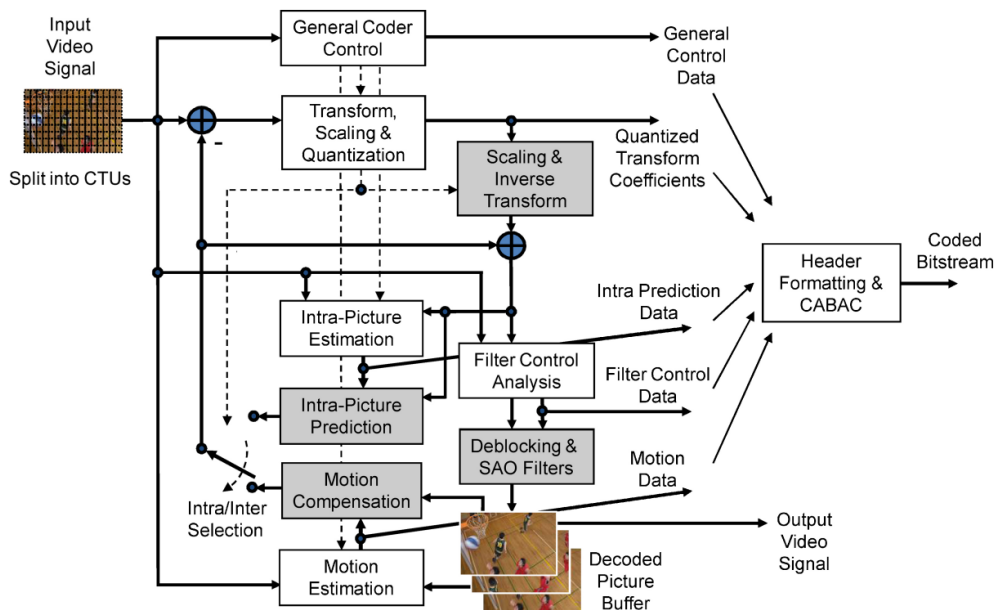 Input
Video
Signal
General Coder
Control
General
Control
Data
Transform,
Scaling &
Quantization
-
Quantized
Transform
Coefficients
Split into CTUs
Scaling &
Inverse
Transform
Header
Formatting &
CABAC
Coded
Bitstream
Intra-Picture
Estimation
Intra Prediction
Data
Filter Control
Analysis
Filter Control
Data
Intra-Picture
Prediction
Deblocking &
SAO Filters
Motion
Compensation
Motion
Data
Intra/Inter
Selection
Motion
Estimation
Decoded
Picture
Buffer
Output
Video
Signal